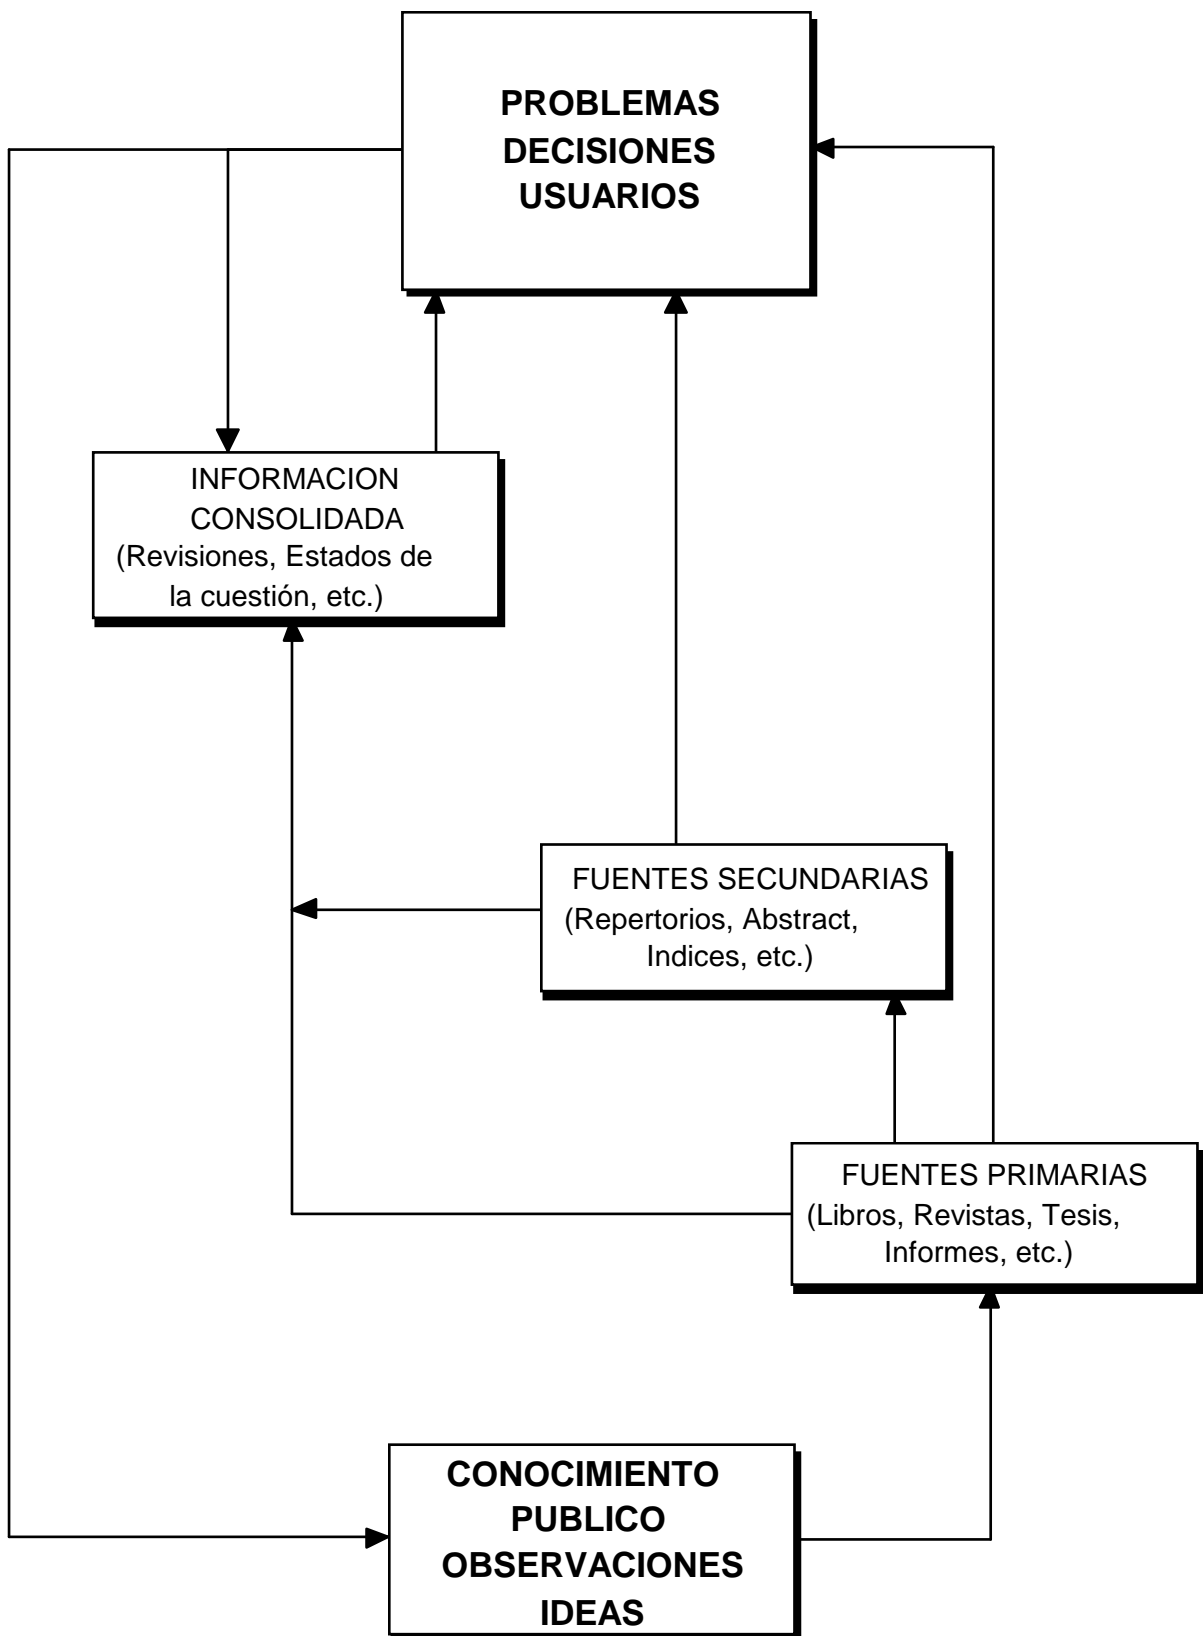 PROBLEMAS
DECISIONES
USUARIOS
INFORMACION
CONSOLIDADA
(Revisiones, Estados de
la cuestión, etc.)
FUENTES SECUNDARIAS
(Repertorios, Abstract,
Indices, etc.)
FUENTES PRIMARIAS
(Libros, Revistas, Tesis,
Informes, etc.)
CONOCIMIENTO
PUBLICO
OBSERVACIONES
IDEAS